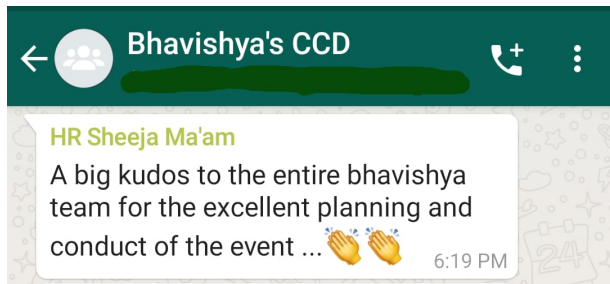 Bhavishya's CCD
HR Sheeja Ma'am
A big kudos to the entire bhavishya
team for the excellent planning and
conduct of the event ...👏👏
6:19 PM